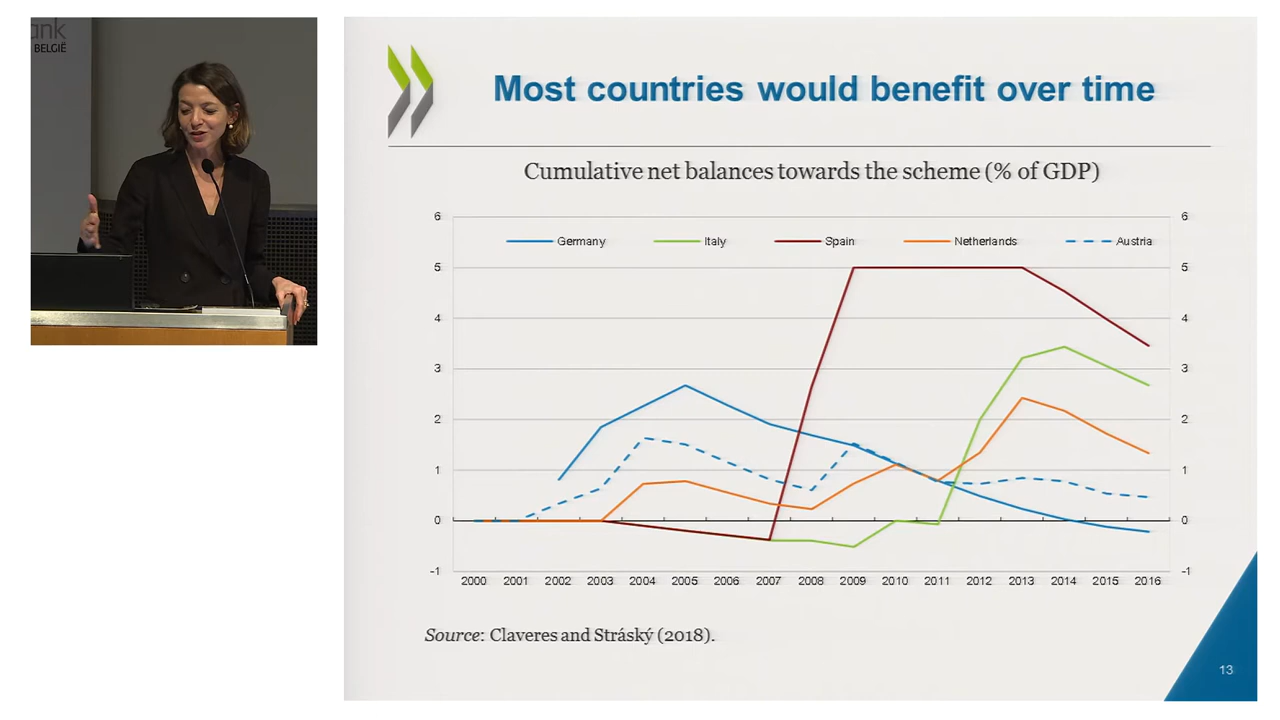 ank
BELGIË
Most countries would benefit over time
Cumulative net balances towards the scheme (% of GDP)
Germany Italy Spain Netherlands Austria
6 6
5 5
4 4
3 3
2 2
1 1
0 0
-1 -1
2000 2001 2002 2003 2004 2005 2006 2007 2008 2009 2010 2011 2012 2013 2014 2015 2016
Source: Claveres and Stráský (2018).
13